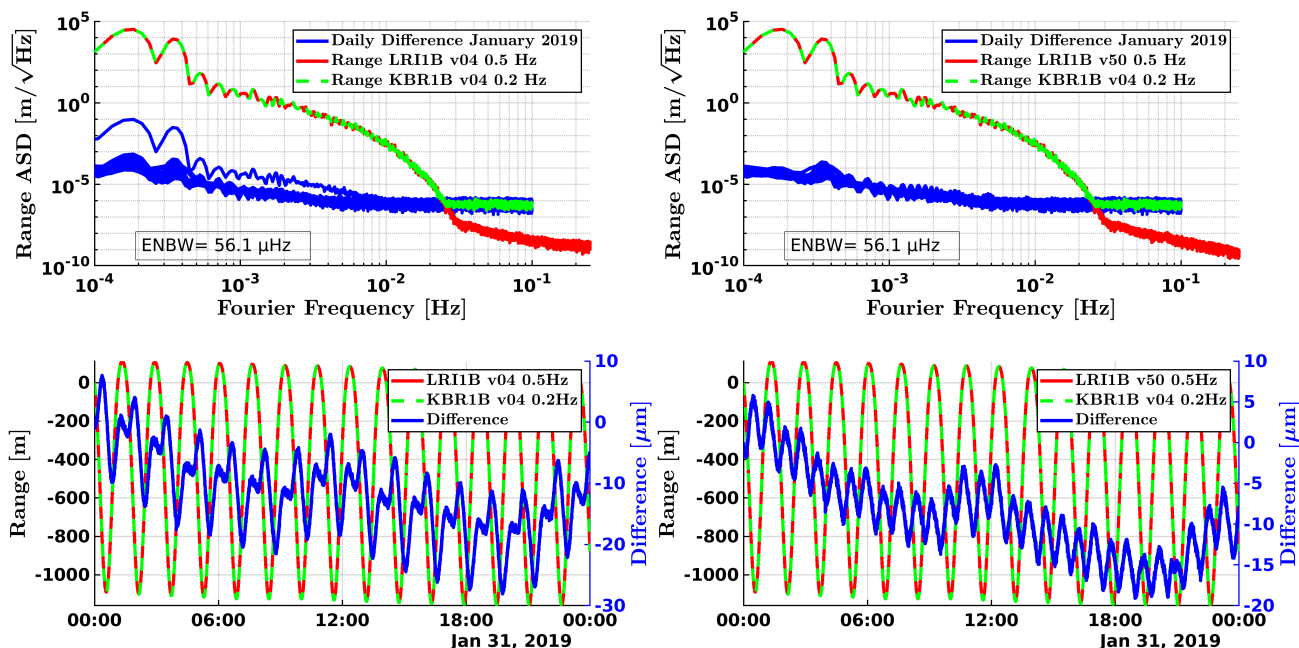 Range ASD [m/√Hz]
10^5
10^0
10^-5
10^-10
Daily Difference January 2019
Range LRI1B v04 0.5 Hz
Range KBR1B v04 0.2 Hz
ENBW= 56.1 µHz
10^-4
10^-3
10^-2
10^-1
Fourier Frequency [Hz]
Range ASD [m/√Hz]
10^5
10^0
10^-5
10^-10
Daily Difference January 2019
Range LRI1B v50 0.5 Hz
Range KBR1B v04 0.2 Hz
ENBW= 56.1 µHz
10^-4
10^-3
10^-2
10^-1
Fourier Frequency [Hz]
Range [m]
0
-200
-400
-600
-800
-1000
LRI1B v04 0.5Hz
KBR1B v04 0.2Hz
Difference
10
0
-10
-20
-30
Difference [µm]
00:00
06:00
12:00
18:00
00:00
Jan 31, 2019
Range [m]
0
-200
-400
-600
-800
-1000
LRI1B v50 0.5Hz
KBR1B v04 0.2Hz
Difference
10
5
0
-5
-10
-15
-20
Difference [µm]
00:00
06:00
12:00
18:00
00:00
Jan 31, 2019